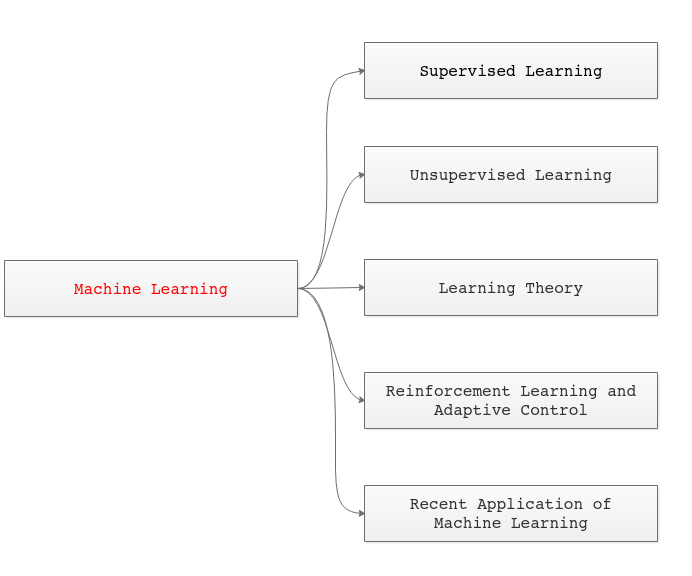 Supervised Learning
Unsupervised Learning
Machine Learning
Learning Theory
Reinforcement Learning and
Adaptive Control
Recent Application of
Machine Learning